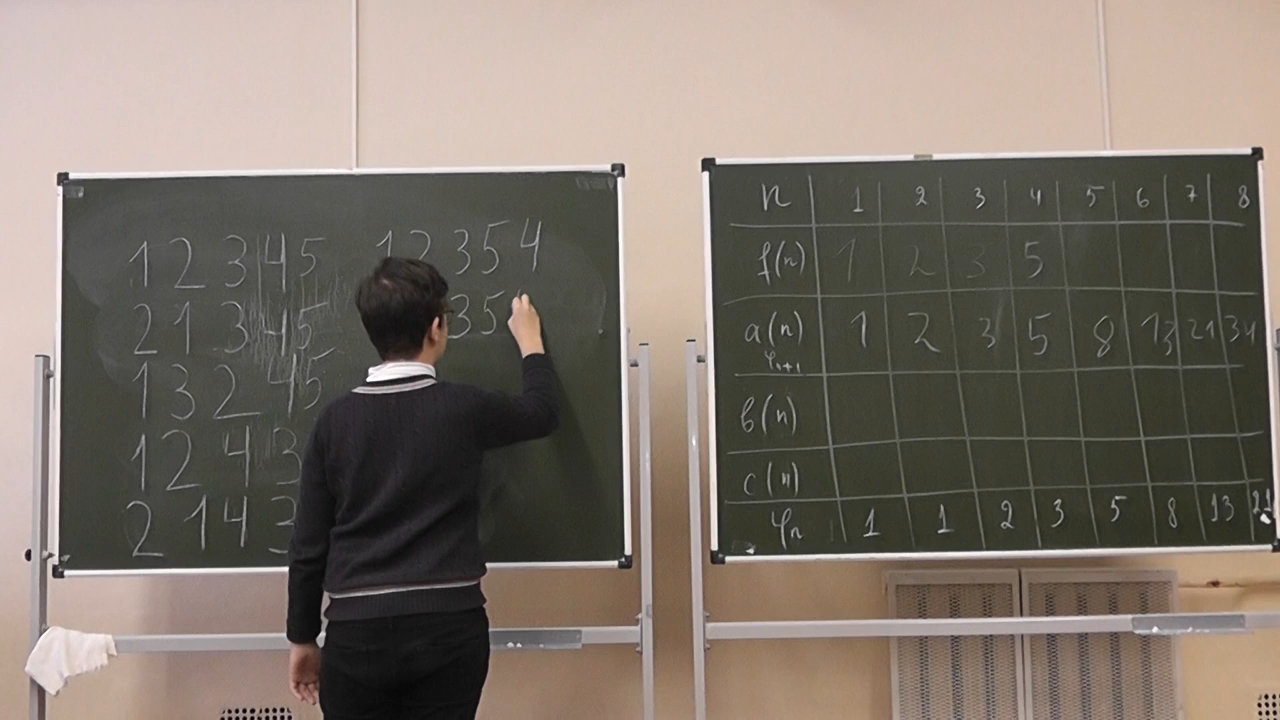 1 2 3 4 5 1 2 3 5 4
2 1 3 4 5 3 5
1 3 2 4 5
1 2 4 3
2 1 4 3
n 1 2 3 4 5 6 7 8
f(n) 1 2 3 5
a(n) 1 2 3 5 8 13 21 34
φₙ₊₁
b(n)
c(n)
φₙ 1 1 2 3 5 8 13 21